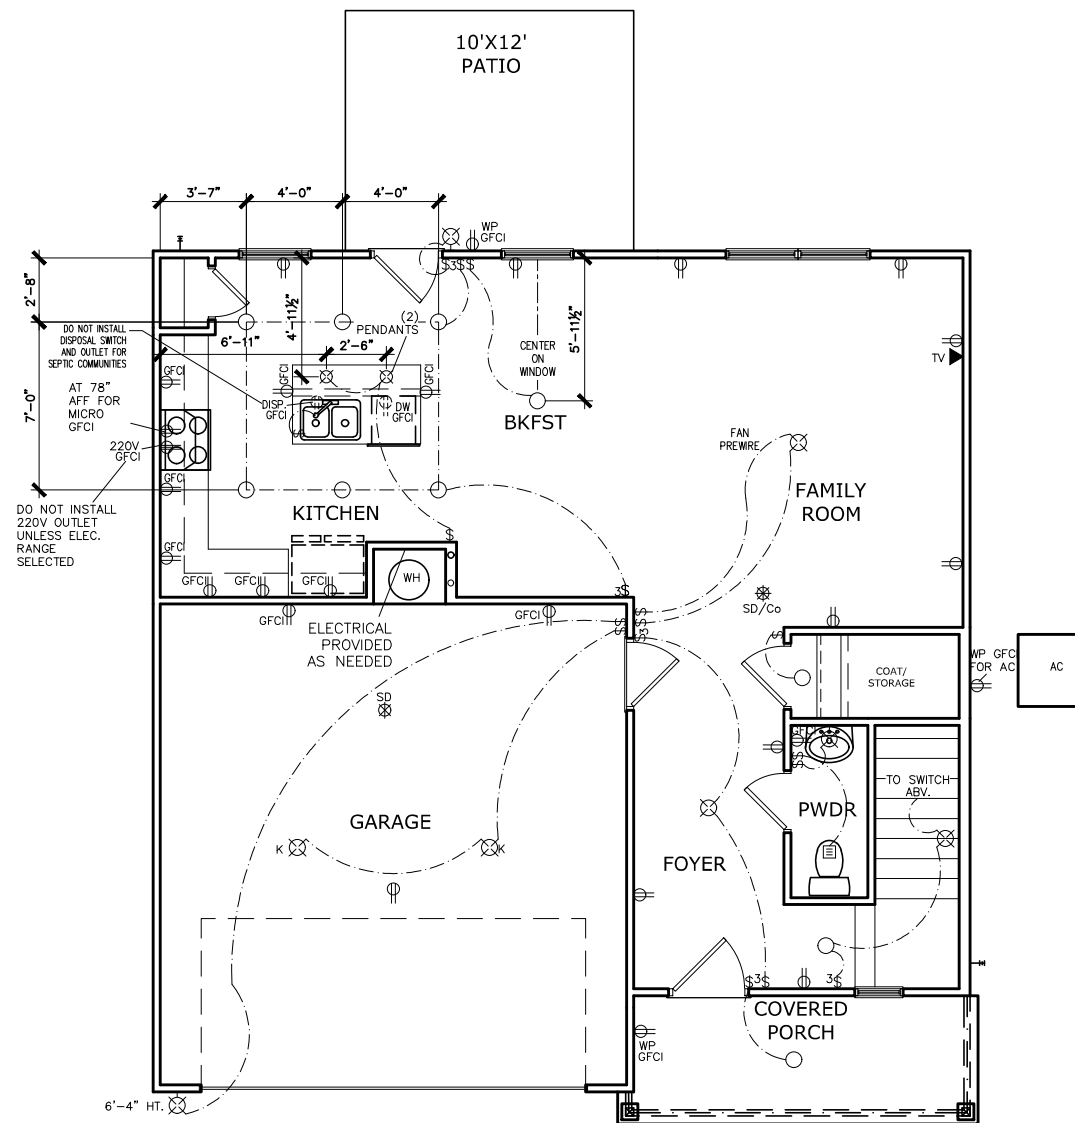 10'X12'
PATIO
3'-7"
4'-0"
4'-0"
WP
GFCI
$3$$
2'-8"
4'-11½"
5'-11½"
DO NOT INSTALL
DISPOSAL SWITCH
AND OUTLET FOR
SEPTIC COMMUNITIES
(2)
PENDANTS
6'-11"
2'-6"
CENTER
ON
WINDOW
TV
GFCI
GFCI
GFCI
AT 78"
AFF FOR
MICRO
GFCI
7'-0"
DISP
GFCI
DW
GFCI
$
BKFST
FAN
PREWIRE
220V
GFCI
GFCI
FAMILY
ROOM
KITCHEN
DO NOT INSTALL
220V OUTLET
UNLESS ELEC.
RANGE
SELECTED
$
GFCI
GFCI
GFCI
GFCI
WH
3$
SD/Co
GFCI
GFCI
ELECTRICAL
PROVIDED
AS NEEDED
$
$
$
$
$3
$
WP GFCI
FOR AC
AC
COAT/
STORAGE
SD
GFCI
$
$
TO SWITCH
ABV.
PWDR
GARAGE
K
K
FOYER
$3$
3$
COVERED
PORCH
WP
GFCI
6'-4" HT.